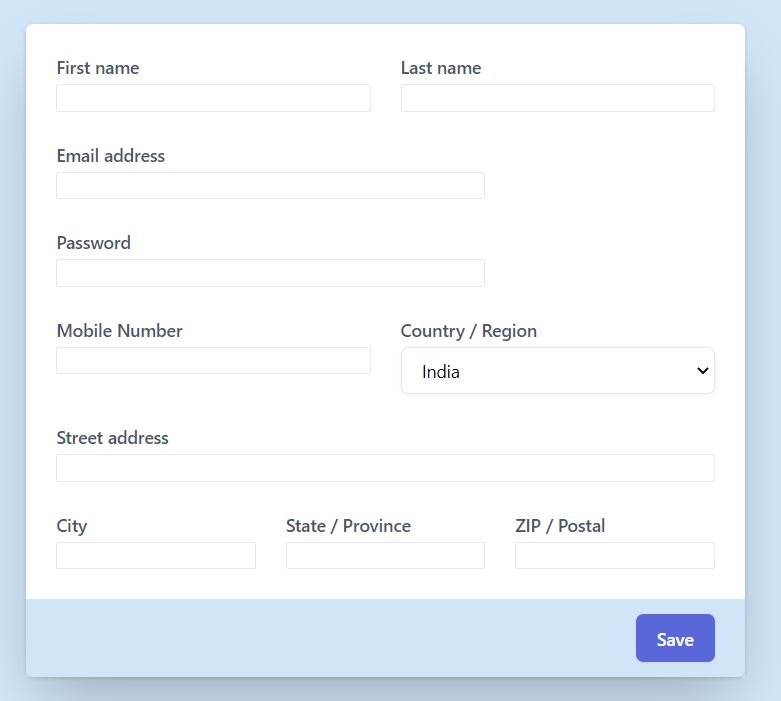 First name Last name
Email address
Password
Mobile Number Country / Region
India
Street address
City State / Province ZIP / Postal
Save